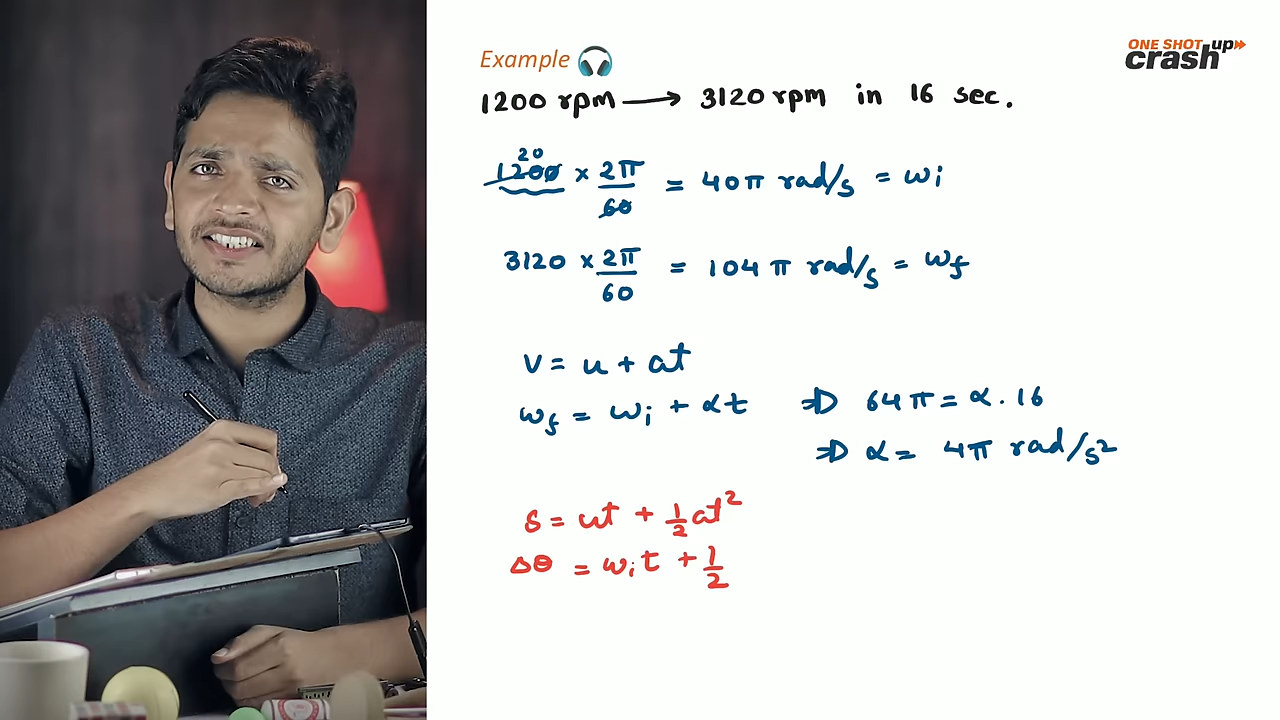 Example
ONE SHOT
crash up
1200 rpm ⟶ 3120 rpm in 16 sec.
20
1200 × 2π/60 = 40π rad/s = ωi
3120 × 2π/60 = 104π rad/s = ωf
v = u + at
ωf = ωi + αt ⇒ 64π = α . 16
⇒ α = 4π rad/s²
s = ut + 1/2 at²
Δθ = ωit + 1/2